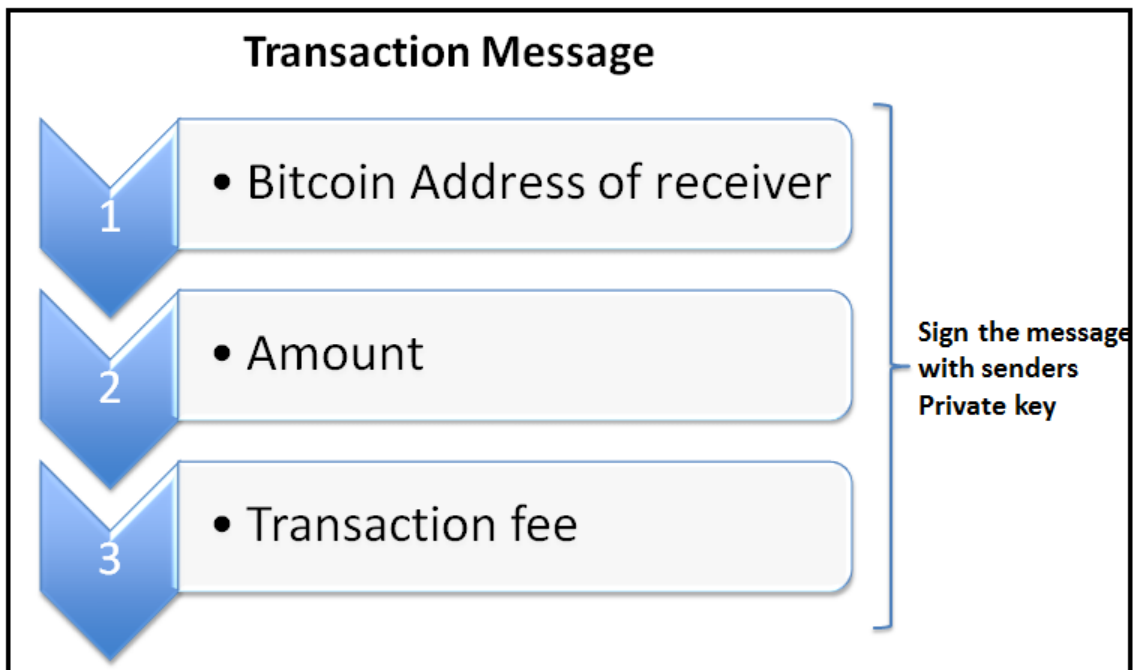 Transaction Message
1
• Bitcoin Address of receiver
2
• Amount
3
• Transaction fee
Sign the message
with senders
Private key